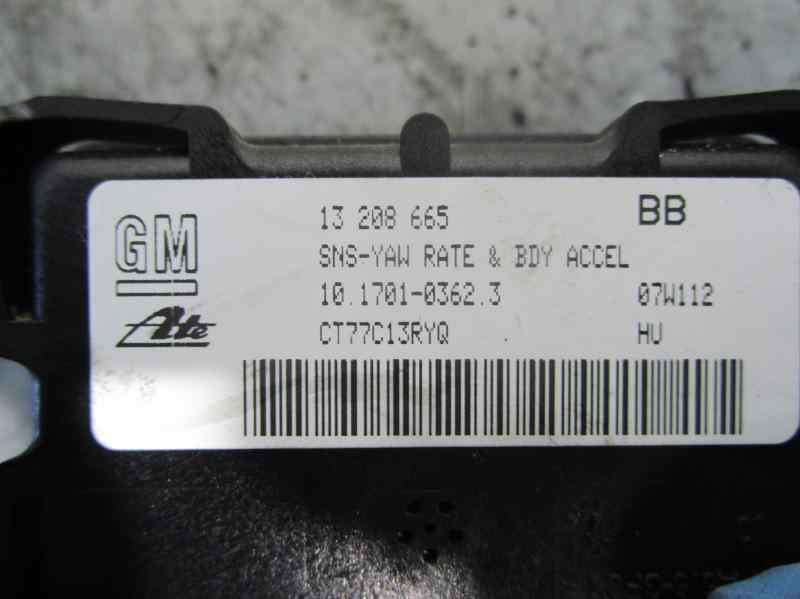 GM
13 208 665
BB
SNS-YAW RATE & BDY ACCEL
10.1701-0362.3
07W112
Ate
CT77C13RYQ
HU